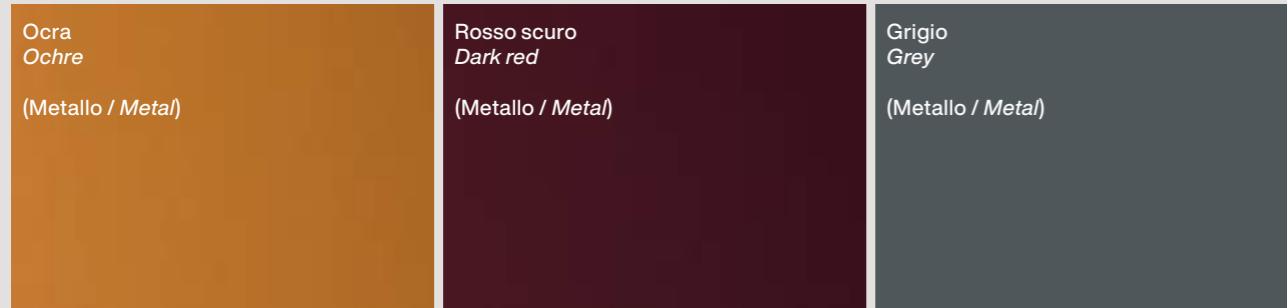 Ocra
Ochre
(Metallo / Metal)
Rosso scuro
Dark red
(Metallo / Metal)
Grigio
Grey
(Metallo / Metal)